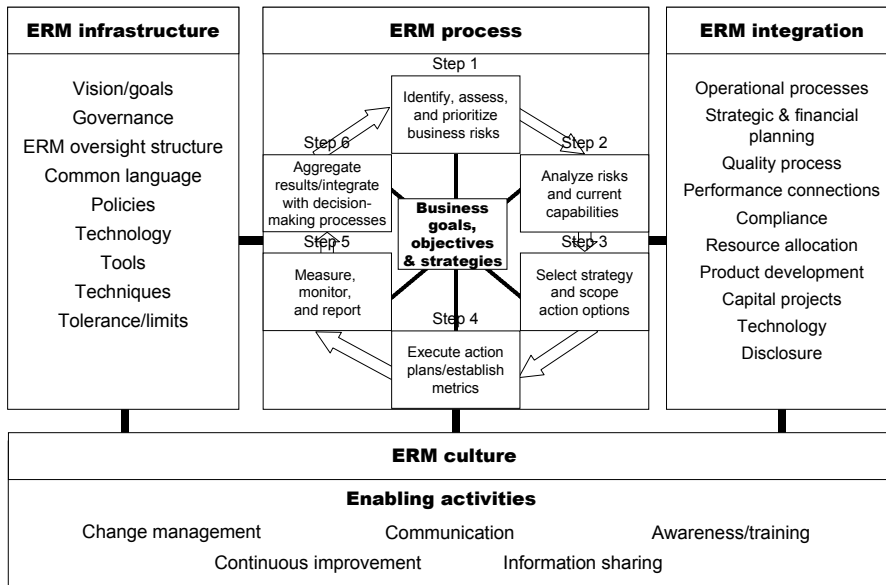 ERM infrastructure
Vision/goals
Governance
ERM oversight structure
Common language
Policies
Technology
Tools
Techniques
Tolerance/limits
ERM process
Step 1
Identify, assess,
and prioritize
business risks
Step 2
Analyze risks
and current
capabilities
Step 3
Select strategy
and scope
action options
Step 4
Execute action
plans/establish
metrics
Step 5
Measure,
monitor,
and report
Step 6
Aggregate
results/integrate
with decision-
making processes
Business
goals,
objectives
& strategies
ERM integration
Operational processes
Strategic & financial
planning
Quality process
Performance connections
Compliance
Resource allocation
Product development
Capital projects
Technology
Disclosure
ERM culture
Enabling activities
Change management
Communication
Awareness/training
Continuous improvement
Information sharing